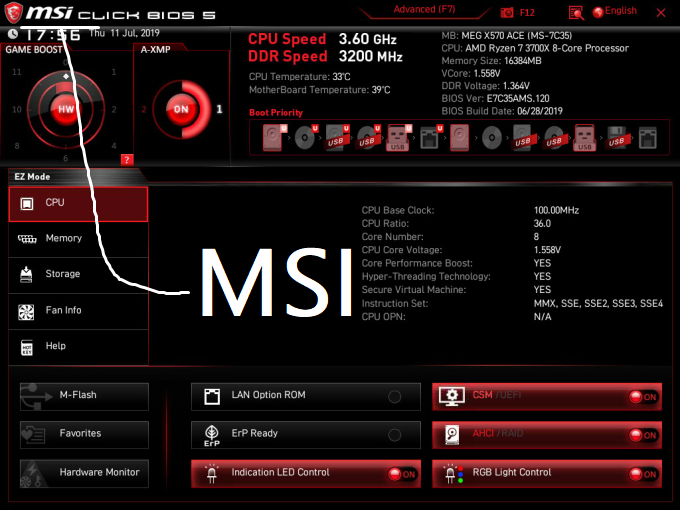 msi CLICK BIOS 5
Advanced (F7)
F12
English
17:56
Thu 11 Jul, 2019
GAME BOOST
A-XMP
11
1
10
HW
2
8
4
6
2
ON
1
?
CPU Speed 3.60 GHz
DDR Speed 3200 MHz
CPU Temperature: 33°C
MotherBoard Temperature: 39°C
MB: MEG X570 ACE (MS-7C35)
CPU: AMD Ryzen 7 3700X 8-Core Processor
Memory Size: 16384MB
VCore: 1.558V
DDR Voltage: 1.364V
BIOS Ver: E7C35AMS.120
BIOS Build Date: 06/28/2019
Boot Priority
U U U U U U
USB USB USB USB USB USB
EZ Mode
CPU
Memory
Storage
Fan Info
HOT KEY
Help
MSI
CPU Base Clock: 100.00MHz
CPU Ratio: 36.0
Core Number: 8
CPU Core Voltage: 1.558V
Core Performance Boost: YES
Hyper-Threading Technology: YES
Secure Virtual Machine: YES
Instruction Set: MMX, SSE, SSE2, SSE3, SSE4
CPU OPN: N/A
M-Flash
Favorites
Hardware Monitor
LAN Option ROM
ErP
ErP Ready
Indication LED Control ON
CSM /UEFI ON
AHCI /RAID ON
RGB Light Control ON